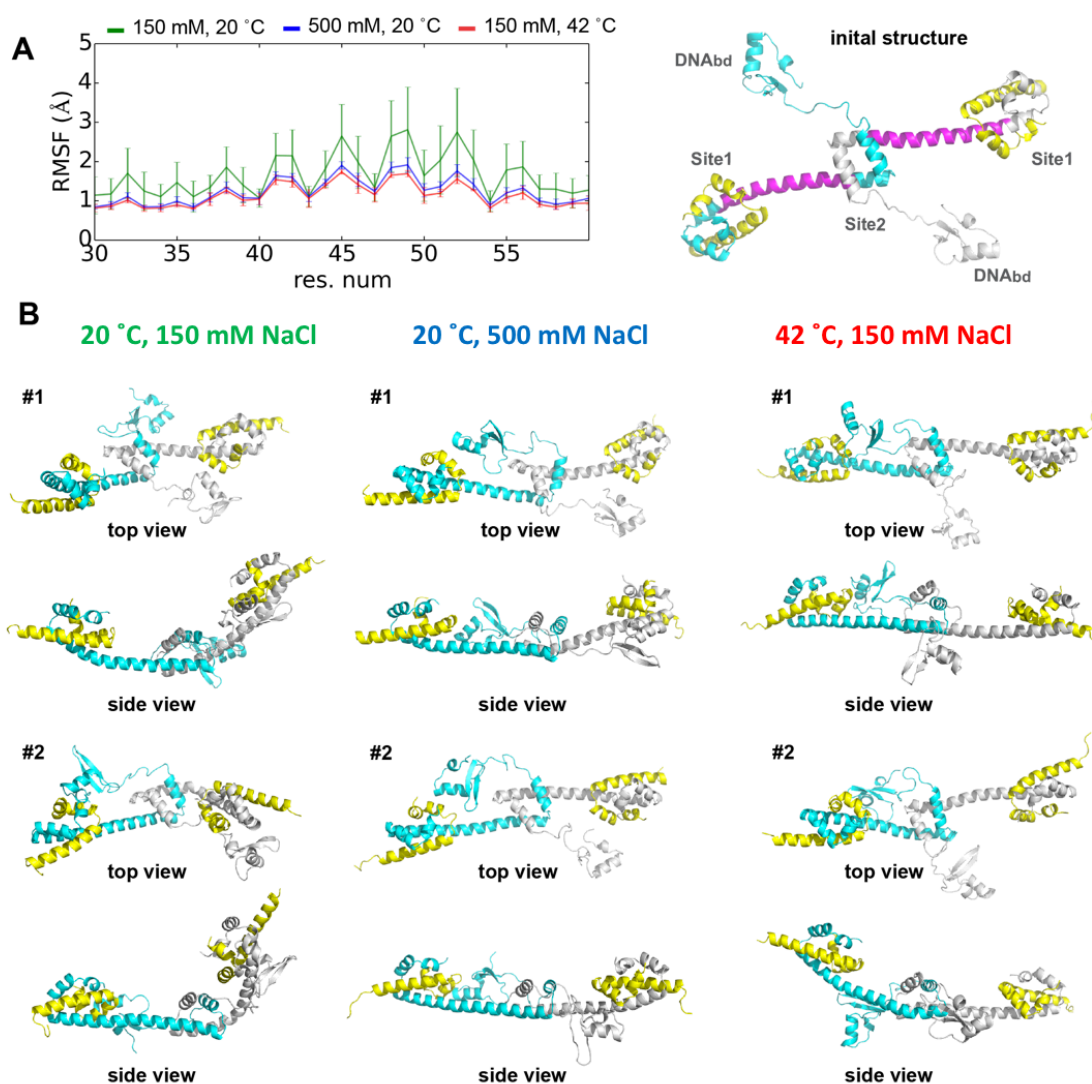 A
150 mM, 20 ˚C 500 mM, 20 ˚C 150 mM, 42 ˚C
5
4
3
2
1
0
RMSF (Å)
30 35 40 45 50 55
res. num
inital structure
DNAbd
Site1
Site1
Site2
DNAbd
B
20 ˚C, 150 mM NaCl 20 ˚C, 500 mM NaCl 42 ˚C, 150 mM NaCl
#1 #1 #1
top view top view top view
side view side view side view
#2 #2 #2
top view top view top view
side view side view side view